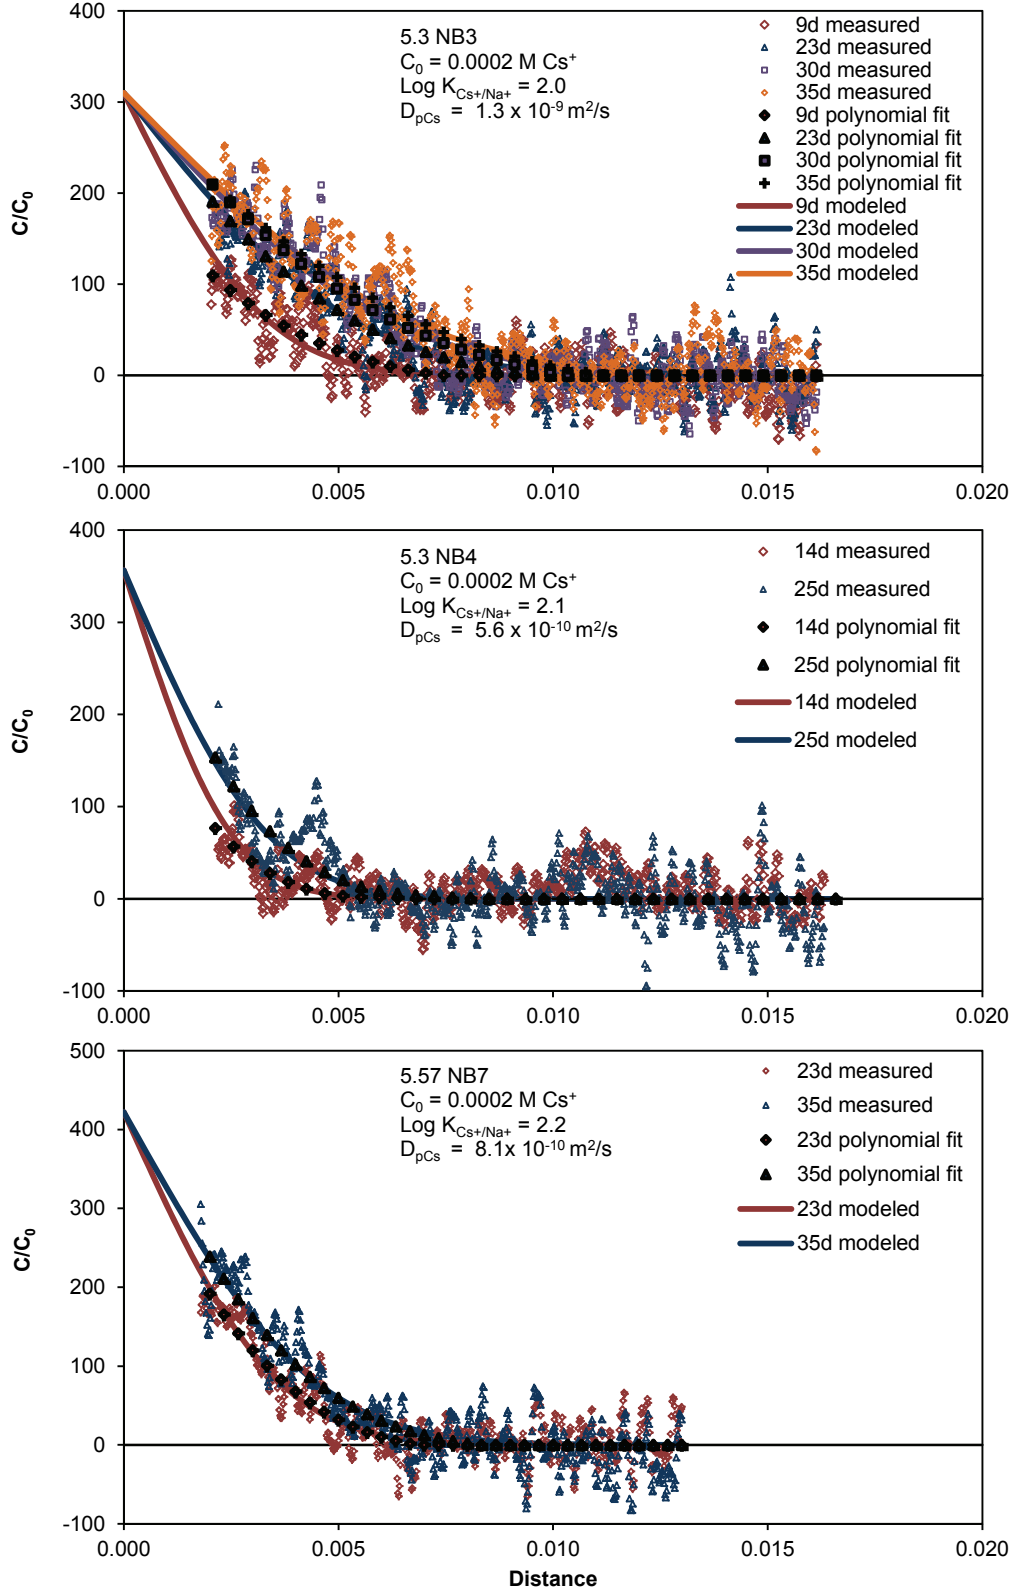 400
300
200
100
0
-100
0.000
0.005
0.010
0.015
0.020
C/C0
5.3 NB3
C0 = 0.0002 M Cs+
Log KCs+/Na+ = 2.0
DpCs = 1.3 x 10-9 m2/s
9d measured
23d measured
30d measured
35d measured
9d polynomial fit
23d polynomial fit
30d polynomial fit
35d polynomial fit
9d modeled
23d modeled
30d modeled
35d modeled
400
300
200
100
0
-100
0.000
0.005
0.010
0.015
0.020
C/C0
5.3 NB4
C0 = 0.0002 M Cs+
Log KCs+/Na+ = 2.1
DpCs = 5.6 x 10-10 m2/s
14d measured
25d measured
14d polynomial fit
25d polynomial fit
14d modeled
25d modeled
500
400
300
200
100
0
-100
0.000
0.005
0.010
0.015
0.020
C/C0
5.57 NB7
C0 = 0.0002 M Cs+
Log KCs+/Na+ = 2.2
DpCs = 8.1x 10-10 m2/s
23d measured
35d measured
23d polynomial fit
35d polynomial fit
23d modeled
35d modeled
Distance